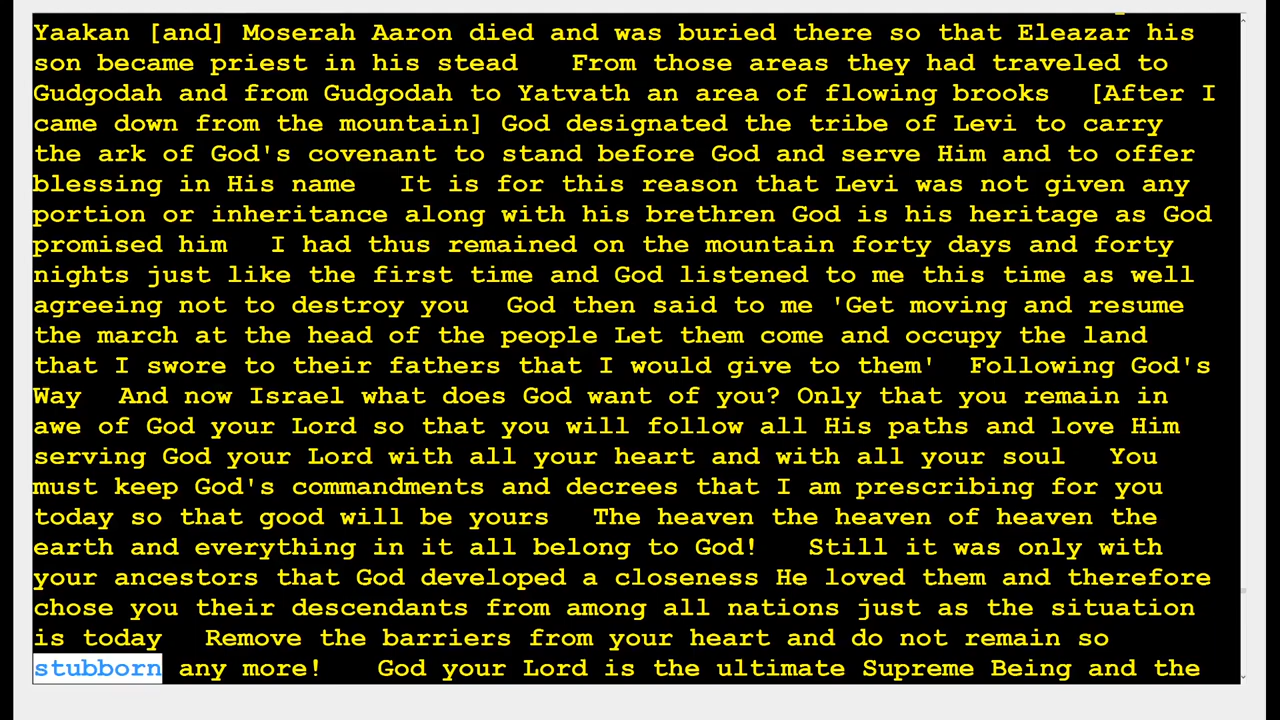 Yaakan [and] Moserah Aaron died and was buried there so that Eleazar his
son became priest in his stead From those areas they had traveled to
Gudgodah and from Gudgodah to Yatvath an area of flowing brooks [After I
came down from the mountain] God designated the tribe of Levi to carry
the ark of God's covenant to stand before God and serve Him and to offer
blessing in His name It is for this reason that Levi was not given any
portion or inheritance along with his brethren God is his heritage as God
promised him I had thus remained on the mountain forty days and forty
nights just like the first time and God listened to me this time as well
agreeing not to destroy you God then said to me 'Get moving and resume
the march at the head of the people Let them come and occupy the land
that I swore to their fathers that I would give to them' Following God's
Way And now Israel what does God want of you? Only that you remain in
awe of God your Lord so that you will follow all His paths and love Him
serving God your Lord with all your heart and with all your soul You
must keep God's commandments and decrees that I am prescribing for you
today so that good will be yours The heaven the heaven of heaven the
earth and everything in it all belong to God! Still it was only with
your ancestors that God developed a closeness He loved them and therefore
chose you their descendants from among all nations just as the situation
is today Remove the barriers from your heart and do not remain so
stubborn any more! God your Lord is the ultimate Supreme Being and the